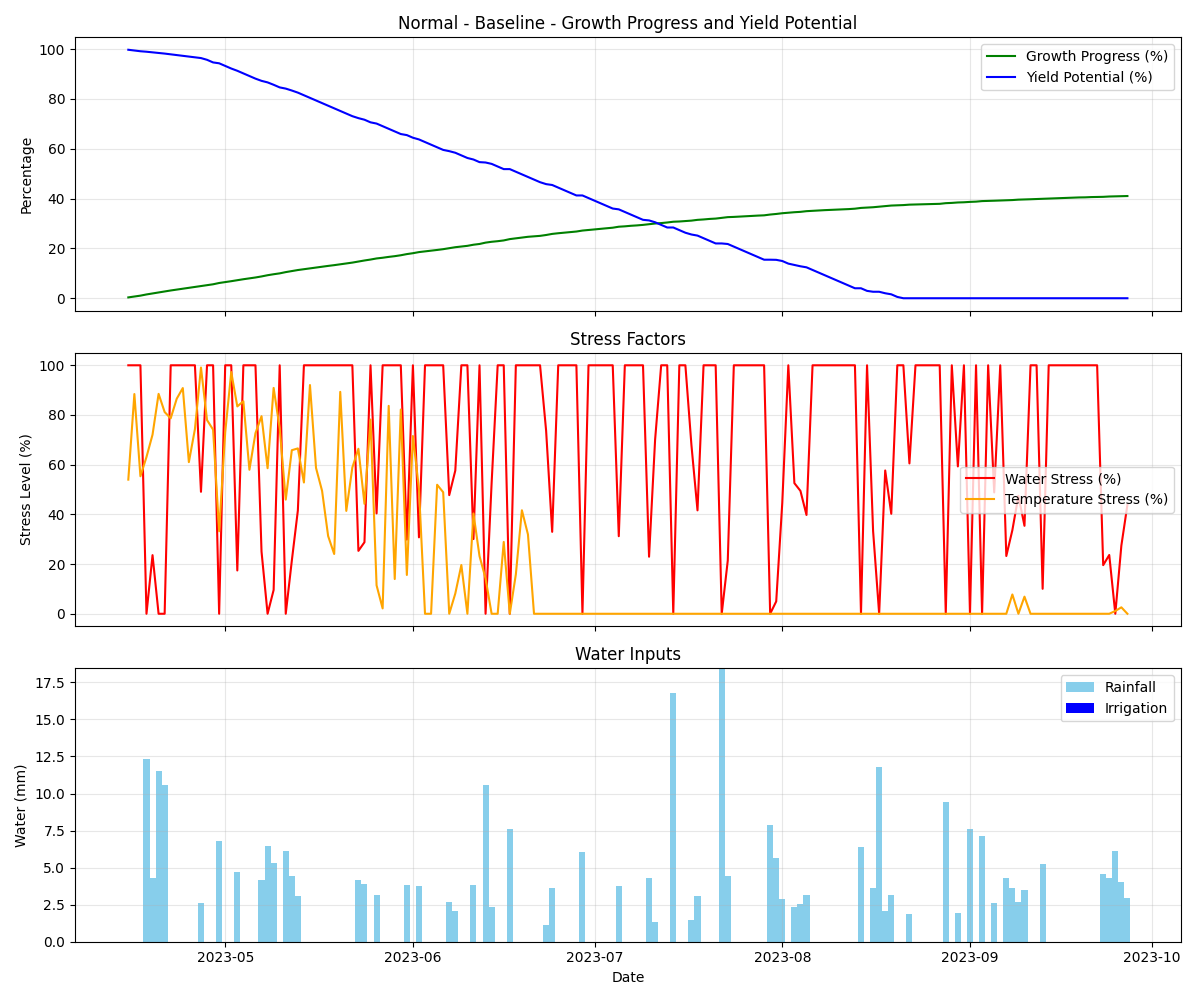 Normal - Baseline - Growth Progress and Yield Potential
100
80
60
40
20
0
Percentage
Growth Progress (%)
Yield Potential (%)
Stress Factors
100
80
60
40
20
0
Stress Level (%)
Water Stress (%)
Temperature Stress (%)
Water Inputs
17.5
15.0
12.5
10.0
7.5
5.0
2.5
0.0
Water (mm)
Rainfall
Irrigation
2023-05
2023-06
2023-07
2023-08
2023-09
2023-10
Date